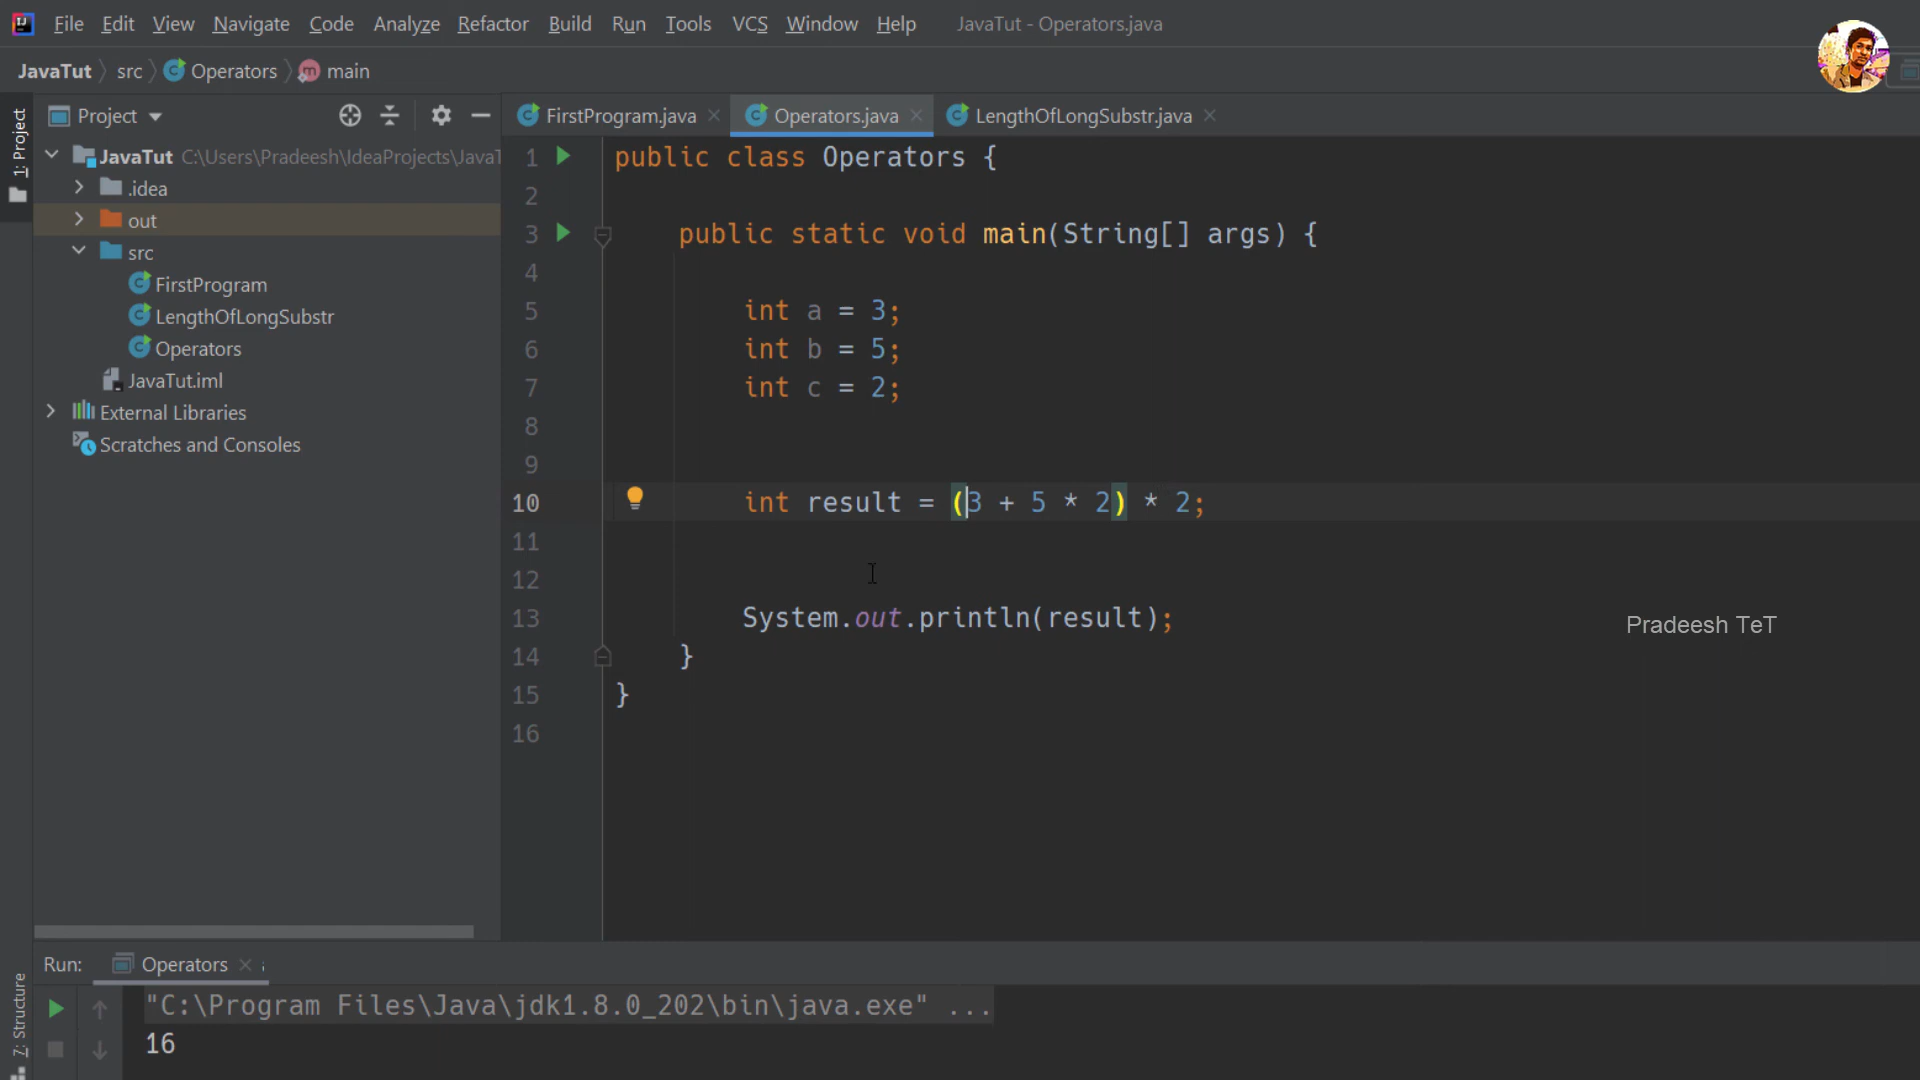 File Edit View Navigate Code Analyze Refactor Build Run Tools VCS Window Help JavaTut - Operators.java
JavaTut src Operators main
1: Project
Project
FirstProgram.java Operators.java LengthOfLongSubstr.java
JavaTut C:\Users\Pradeesh\IdeaProjects\JavaT
.idea
out
src
FirstProgram
LengthOfLongSubstr
Operators
JavaTut.iml
External Libraries
Scratches and Consoles
1 public class Operators {
2
3 public static void main(String[] args) {
4
5 int a = 3;
6 int b = 5;
7 int c = 2;
8
9
10 int result = (3 + 5 * 2) * 2;
11
12
13 System.out.println(result);
14 }
15 }
16
Pradeesh TeT
Run: Operators
7: Structure
"C:\Program Files\Java\jdk1.8.0_202\bin\java.exe" ...
16